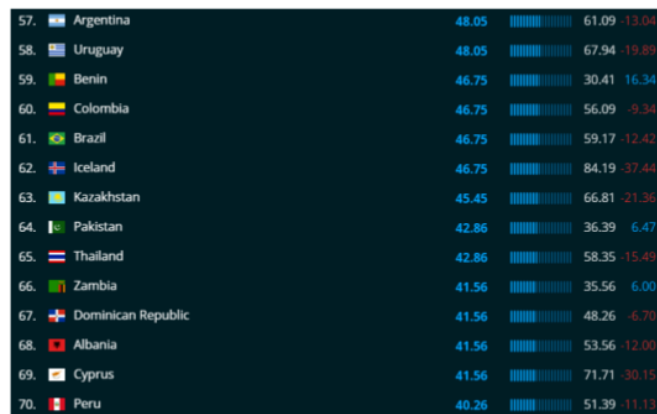 57. Argentina 48.05 61.09 -13.04
58. Uruguay 48.05 67.94 -19.89
59. Benin 46.75 30.41 16.34
60. Colombia 46.75 56.09 -9.34
61. Brazil 46.75 59.17 -12.42
62. Iceland 46.75 84.19 -37.44
63. Kazakhstan 45.45 66.81 -21.36
64. Pakistan 42.86 36.39 6.47
65. Thailand 42.86 58.35 -15.49
66. Zambia 41.56 35.56 6.00
67. Dominican Republic 41.56 48.26 -6.70
68. Albania 41.56 53.56 -12.00
69. Cyprus 41.56 71.71 -30.15
70. Peru 40.26 51.39 -11.13